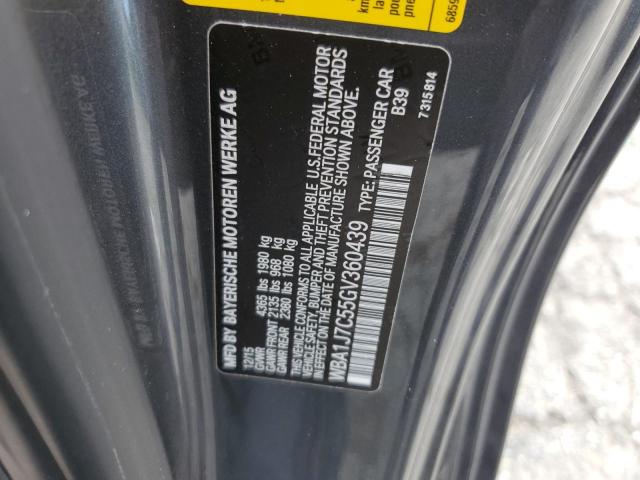 MFD BY BAYERISCHE MOTOREN WERKE AG
12/15
GVWR 4365 lbs 1980 kg
GAWR FRONT 2135 lbs 968 kg
GAWR REAR 2380 lbs 1080 kg
THIS VEHICLE CONFORMS TO ALL APPLICABLE U.S.FEDERAL MOTOR
VEHICLE SAFETY, BUMPER AND THEFT PREVENTION STANDARDS
IN EFFECT ON THE DATE OF MANUFACTURE SHOWN ABOVE.
WBA1J7C55GV360439 TYPE: PASSENGER CAR
B39
7 315 814